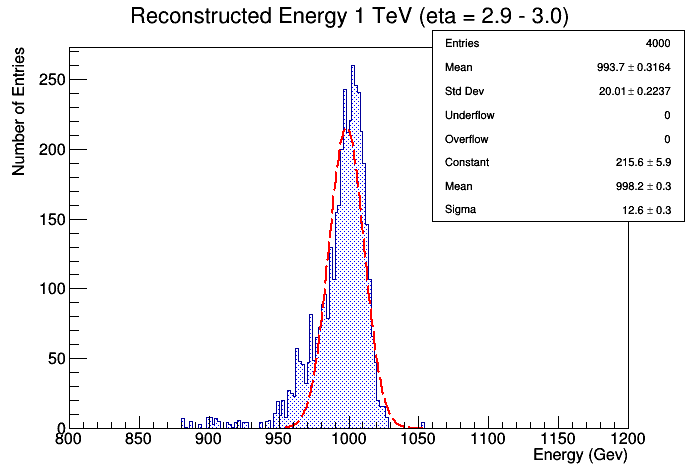 Reconstructed Energy 1 TeV (eta = 2.9 - 3.0)
Entries 4000
Mean 993.7 ± 0.3164
Std Dev 20.01 ± 0.2237
Underflow 0
Overflow 0
Constant 215.6 ± 5.9
Mean 998.2 ± 0.3
Sigma 12.6 ± 0.3
Number of Entries
250
200
150
100
50
0
800 850 900 950 1000 1050 1100 1150 1200
Energy (Gev)